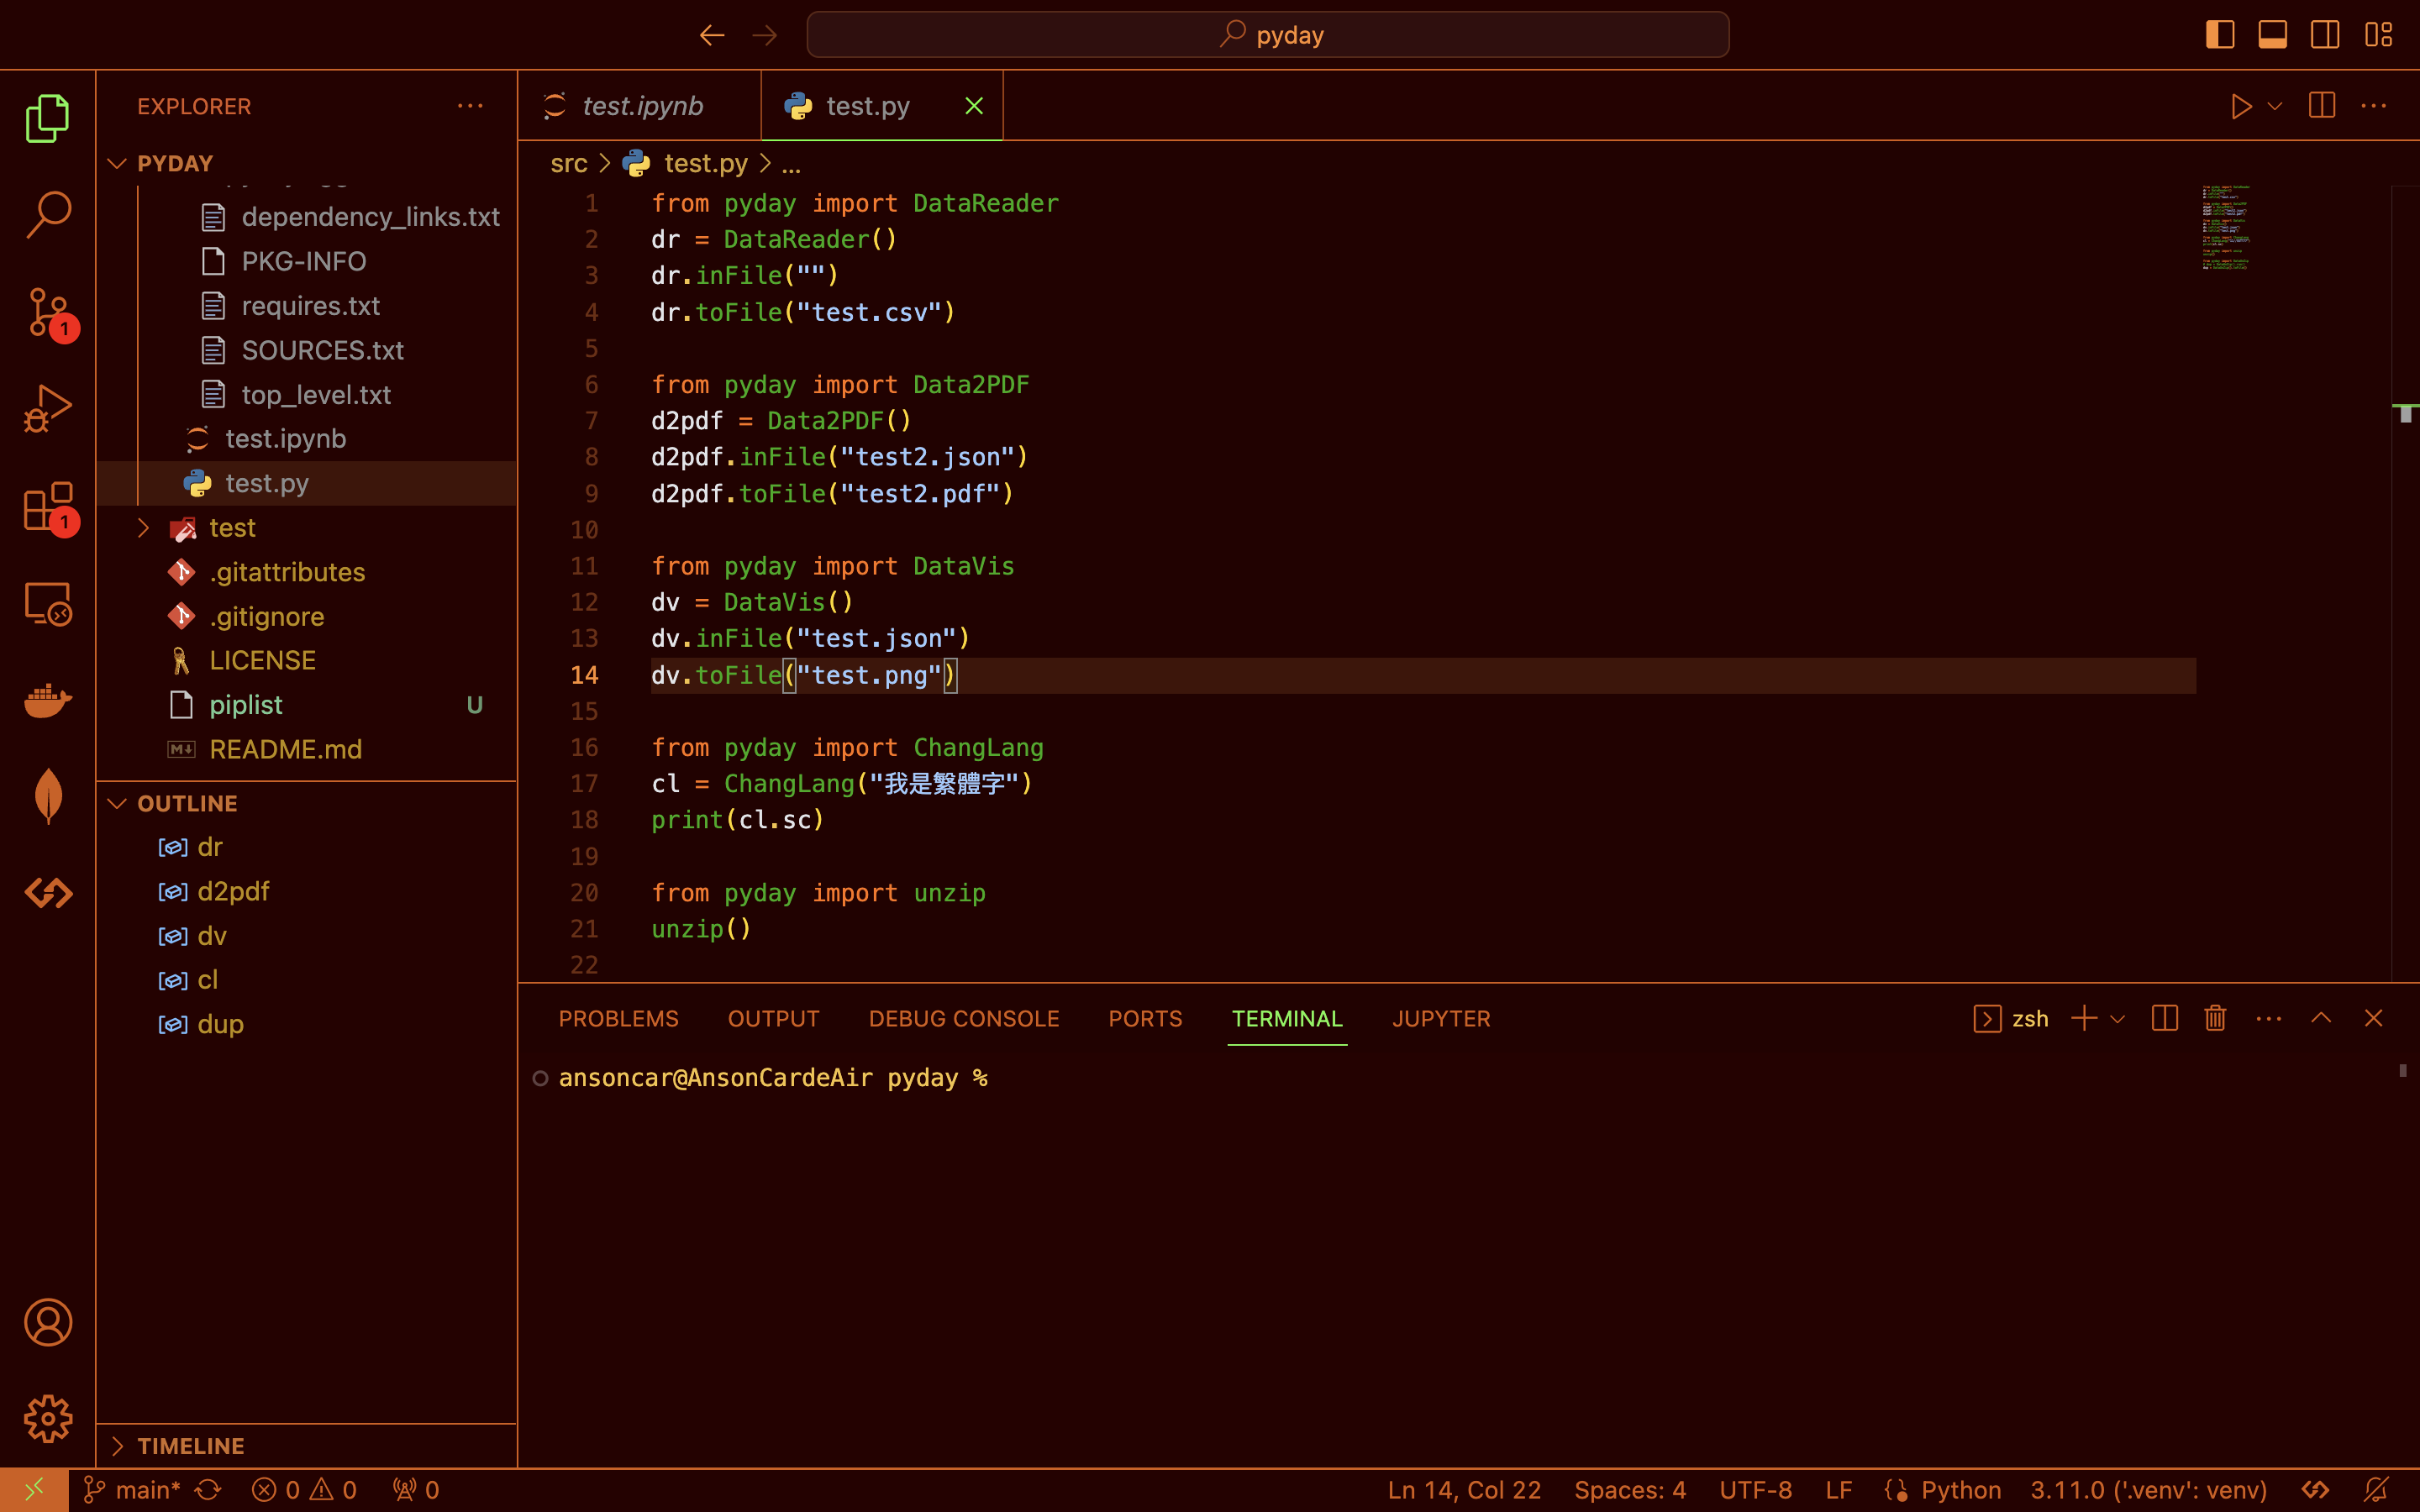 pyday
EXPLORER
PYDAY
dependency_links.txt
PKG-INFO
requires.txt
SOURCES.txt
top_level.txt
test.ipynb
test.py
test
.gitattributes
.gitignore
LICENSE
piplist U
README.md
OUTLINE
dr
d2pdf
dv
cl
dup
TIMELINE
test.ipynb
test.py
src > test.py > ...
1 from pyday import DataReader
2 dr = DataReader()
3 dr.inFile("")
4 dr.toFile("test.csv")
5
6 from pyday import Data2PDF
7 d2pdf = Data2PDF()
8 d2pdf.inFile("test2.json")
9 d2pdf.toFile("test2.pdf")
10
11 from pyday import DataVis
12 dv = DataVis()
13 dv.inFile("test.json")
14 dv.toFile("test.png")
15
16 from pyday import ChangLang
17 cl = ChangLang("我是繁體字")
18 print(cl.sc)
19
20 from pyday import unzip
21 unzip()
22
PROBLEMS OUTPUT DEBUG CONSOLE PORTS TERMINAL JUPYTER
zsh
ansoncar@AnsonCardeAir pyday %
1
1
main* 0 0 0
Ln 14, Col 22 Spaces: 4 UTF-8 LF Python 3.11.0 ('.venv': venv)